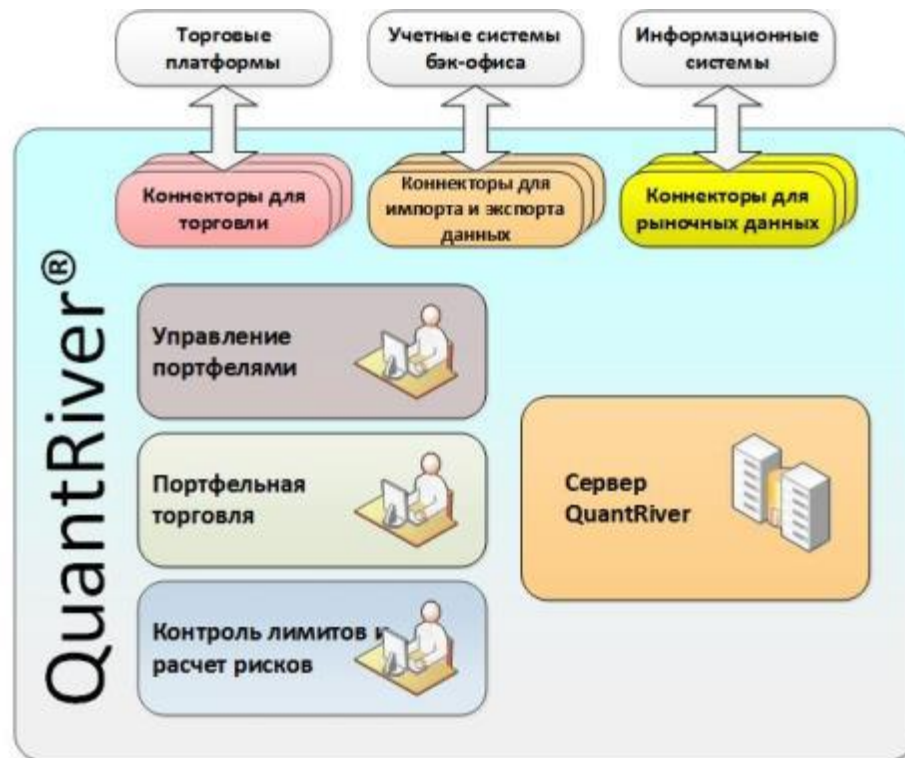 Торговые
платформы
Учетные системы
бэк-офиса
Информационные
системы
Коннекторы для
торговли
Коннекторы для
импорта и экспорта
данных
Коннекторы для
рыночных данных
QuantRiver®
Управление
портфелями
Портфельная
торговля
Контроль лимитов и
расчет рисков
Сервер
QuantRiver